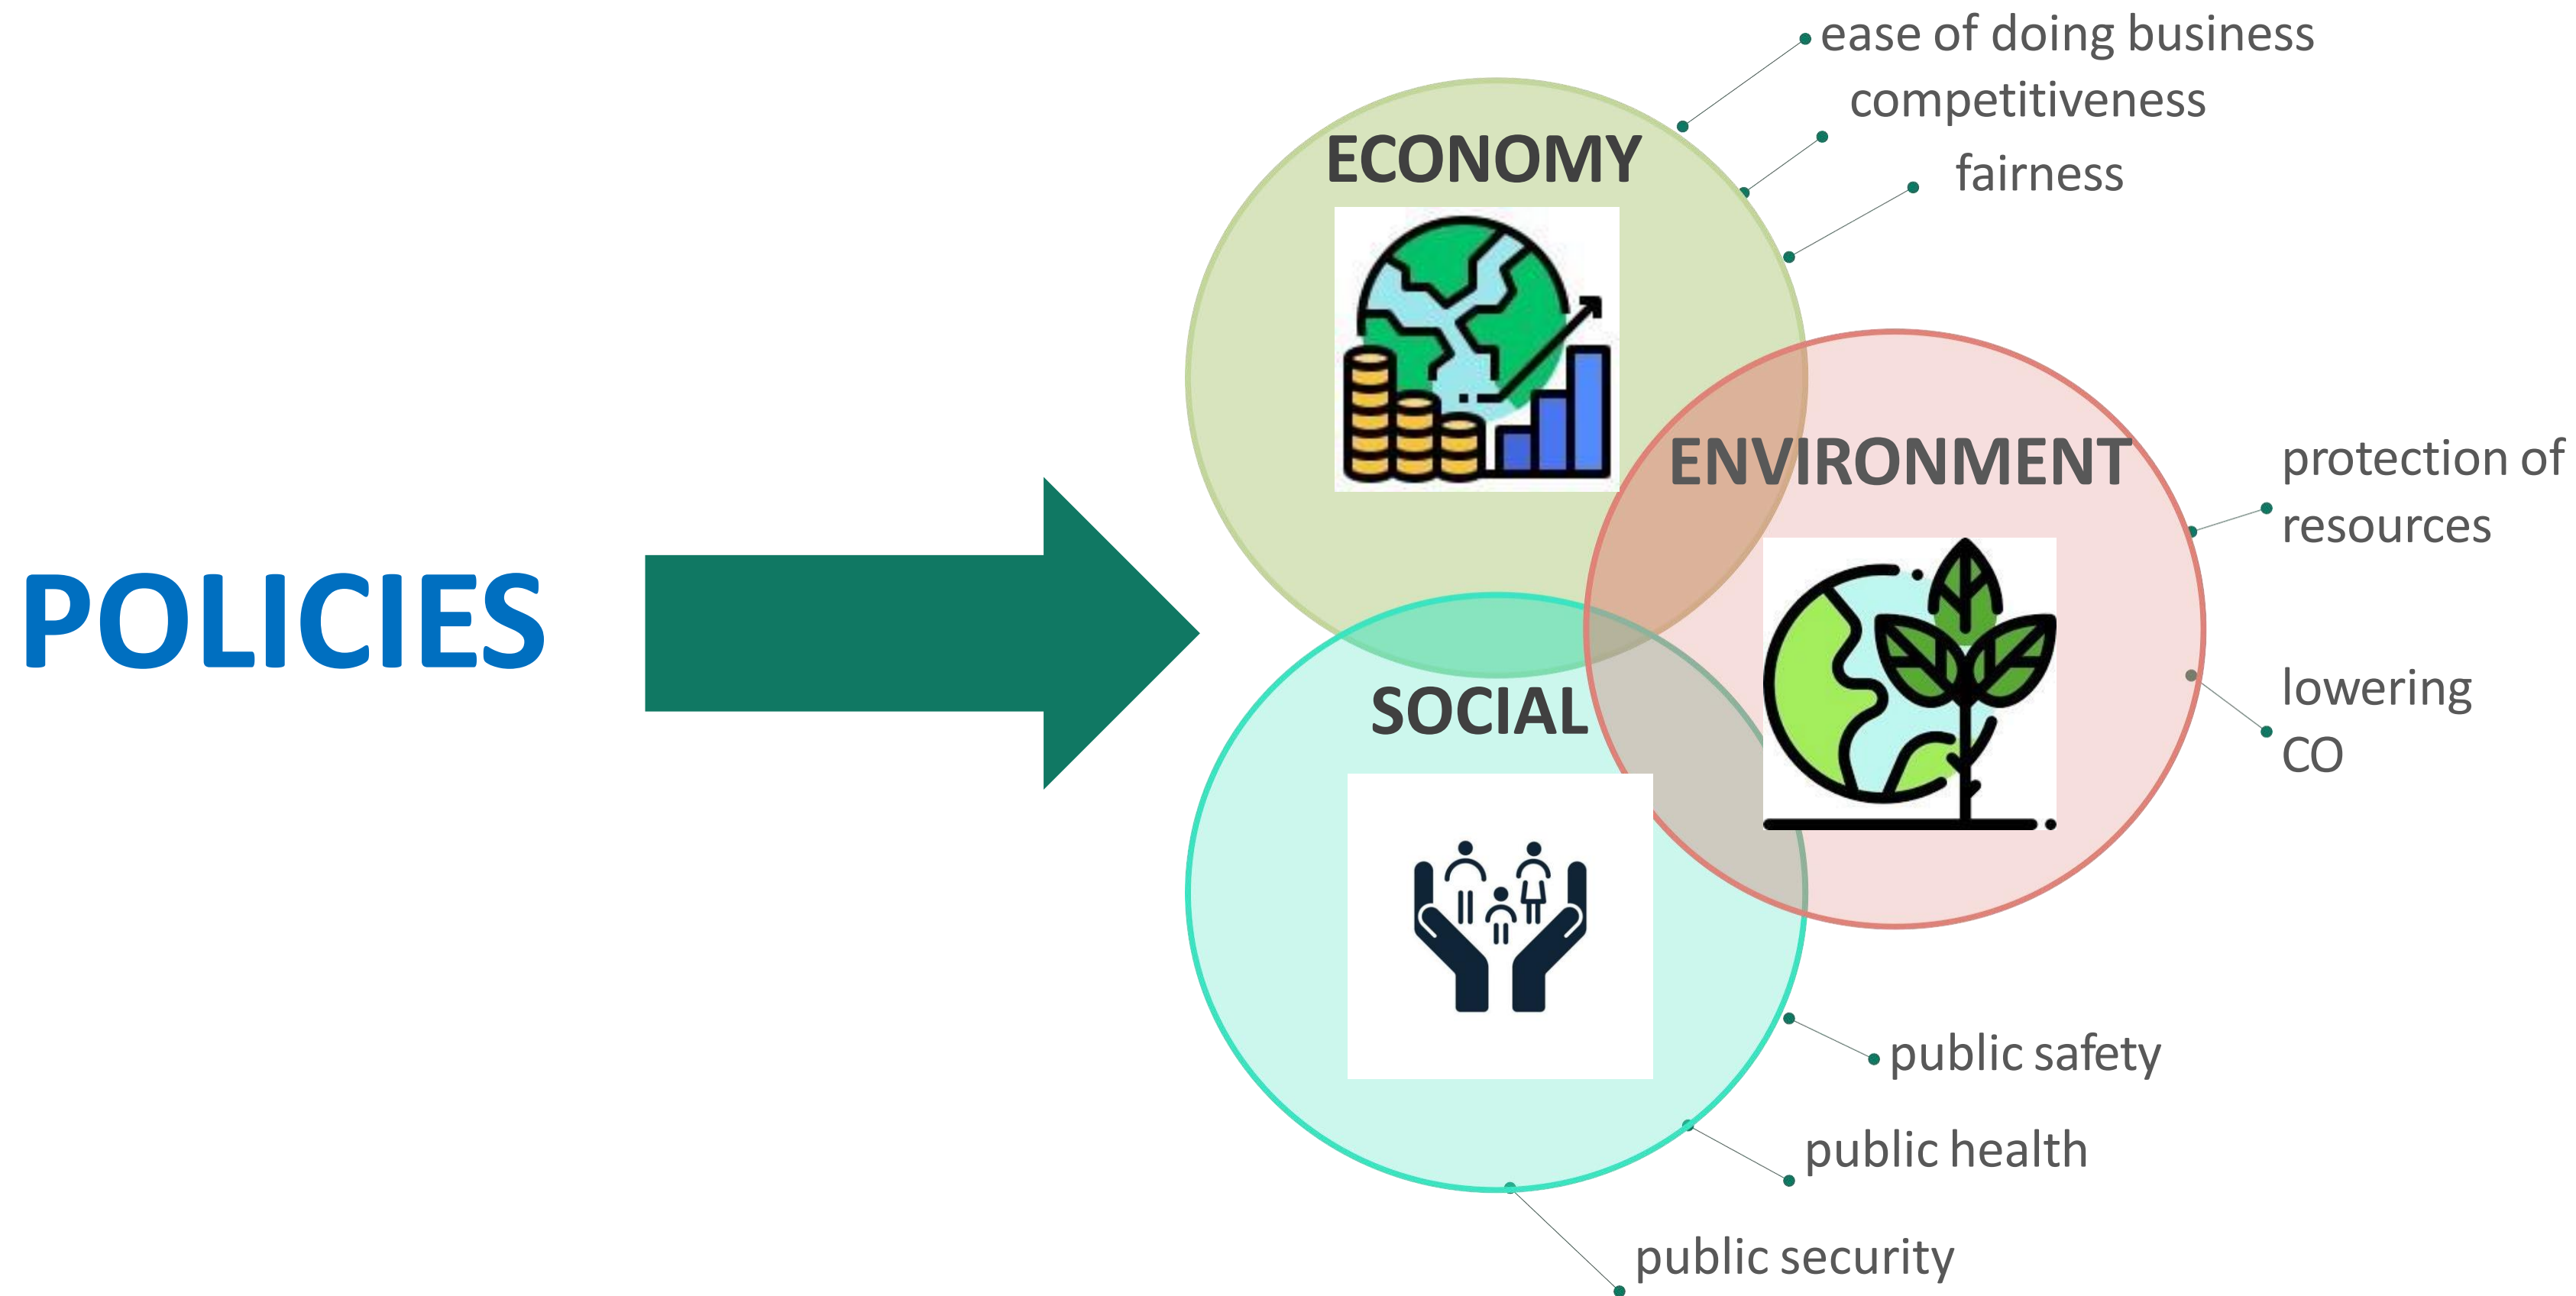 POLICIES
ECONOMY
ease of doing business
competitiveness
fairness
ENVIRONMENT
protection of
resources
lowering
CO
SOCIAL
public safety
public health
public security